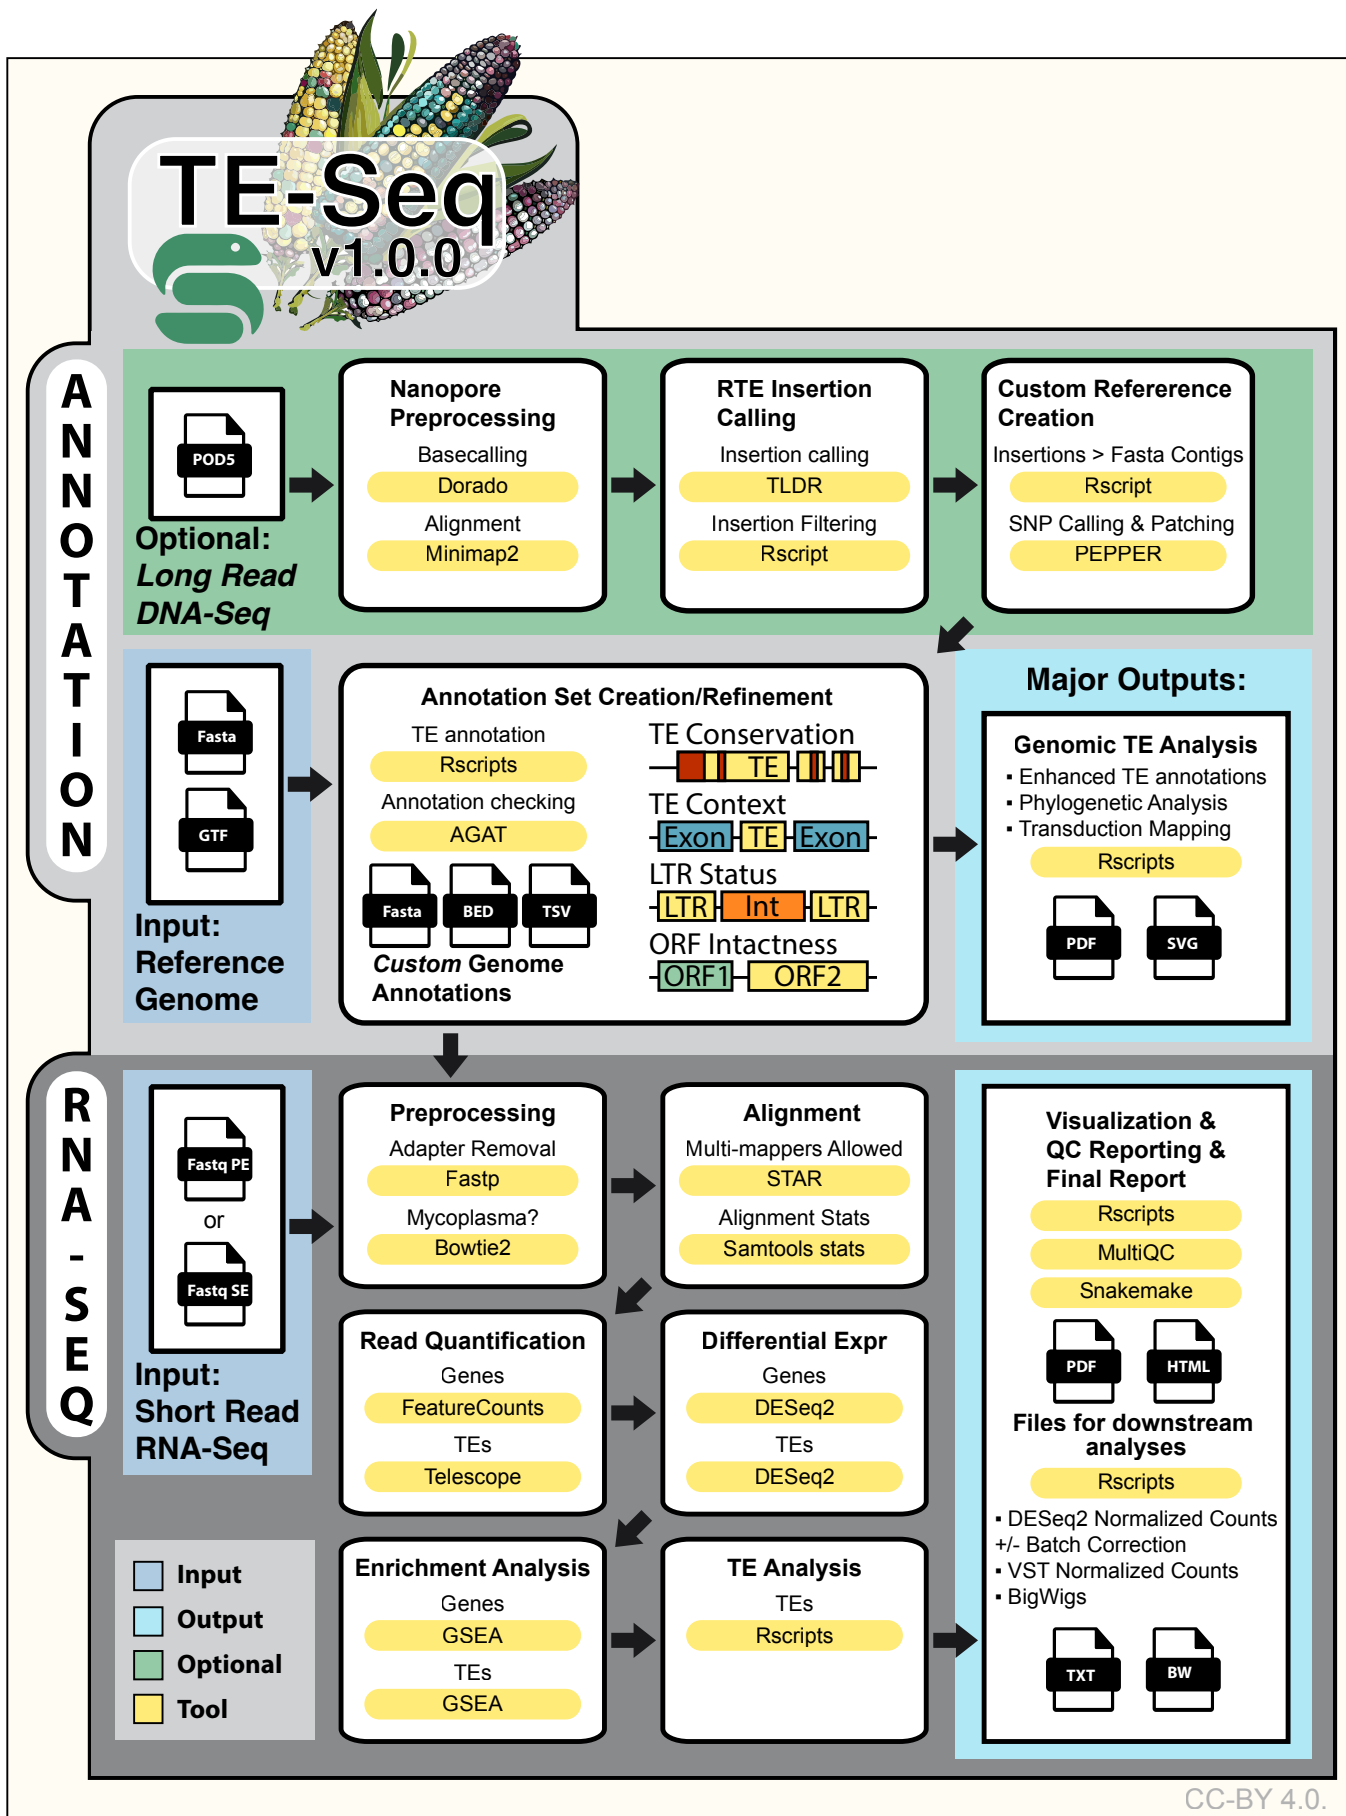 TE-Seq
v1.0.0
ANNOTATION
POD5
Optional:
Long Read
DNA-Seq
Nanopore
Preprocessing
Basecalling
Dorado
Alignment
Minimap2
RTE Insertion
Calling
Insertion calling
TLDR
Insertion Filtering
Rscript
Custom Refererence
Creation
Insertions > Fasta Contigs
Rscript
SNP Calling & Patching
PEPPER
Fasta
GTF
Input:
Reference
Genome
Annotation Set Creation/Refinement
TE annotation
Rscripts
Annotation checking
AGAT
Fasta
BED
TSV
Custom Genome
Annotations
TE Conservation
TE
TE Context
Exon TE Exon
LTR Status
LTR Int LTR
ORF Intactness
ORF1 ORF2
Major Outputs:
Genomic TE Analysis
▪ Enhanced TE annotations
▪ Phylogenetic Analysis
▪ Transduction Mapping
Rscripts
PDF
SVG
RNA-SEQ
Fastq PE
or
Fastq SE
Input:
Short Read
RNA-Seq
Preprocessing
Adapter Removal
Fastp
Mycoplasma?
Bowtie2
Alignment
Multi-mappers Allowed
STAR
Alignment Stats
Samtools stats
Read Quantification
Genes
FeatureCounts
TEs
Telescope
Differential Expr
Genes
DESeq2
TEs
DESeq2
Enrichment Analysis
Genes
GSEA
TEs
GSEA
TE Analysis
TEs
Rscripts
Visualization &
QC Reporting &
Final Report
Rscripts
MultiQC
Snakemake
PDF
HTML
Files for downstream
analyses
Rscripts
▪ DESeq2 Normalized Counts
+/- Batch Correction
▪ VST Normalized Counts
▪ BigWigs
TXT
BW
Input
Output
Optional
Tool
CC-BY 4.0.